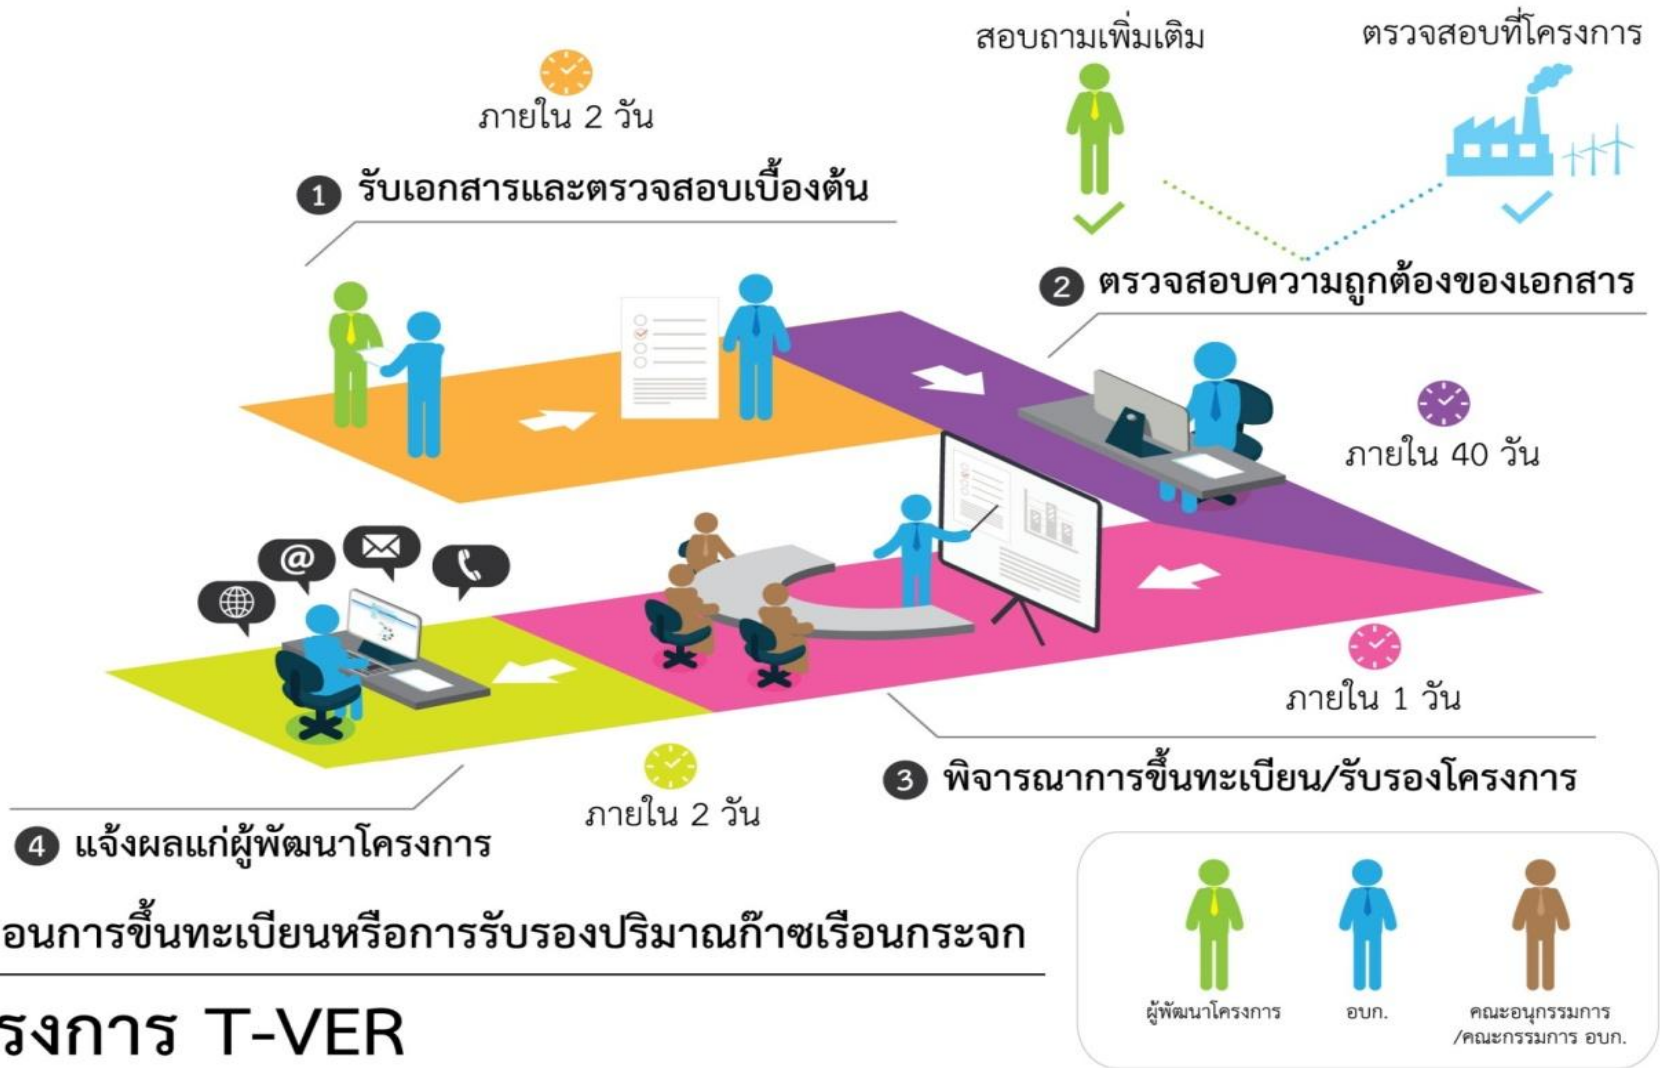 สอบถามเพิ่มเติม
ตรวจสอบที่โครงการ
ภายใน 2 วัน
1 รับเอกสารและตรวจสอบเบื้องต้น
2 ตรวจสอบความถูกต้องของเอกสาร
ภายใน 40 วัน
@
ภายใน 1 วัน
3 พิจารณาการขึ้นทะเบียน/รับรองโครงการ
ภายใน 2 วัน
4 แจ้งผลแก่ผู้พัฒนาโครงการ
อนการขึ้นทะเบียนหรือการรับรองปริมาณก๊าซเรือนกระจก
รงการ T-VER
ผู้พัฒนาโครงการ
อบก.
คณะอนุกรรมการ
/คณะกรรมการ อบก.